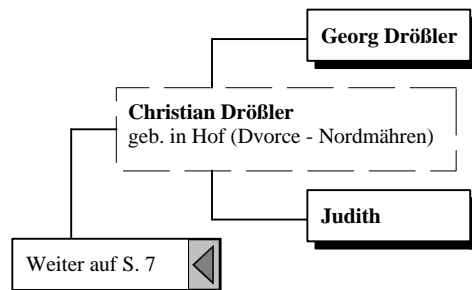 Georg Drößler
Christian Drößler
geb. in Hof (Dvorce - Nordmähren)
Judith
Weiter auf S. 7